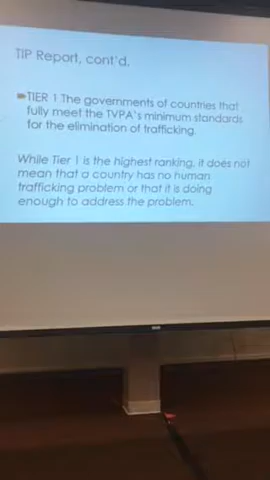 TIP Report, cont'd.
TIER 1 The governments of countries that
fully meet the TVPA's minimum standards
for the elimination of trafficking.
While Tier 1 is the highest ranking, it does not
mean that a country has no human
trafficking problem or that it is doing
enough to address the problem.